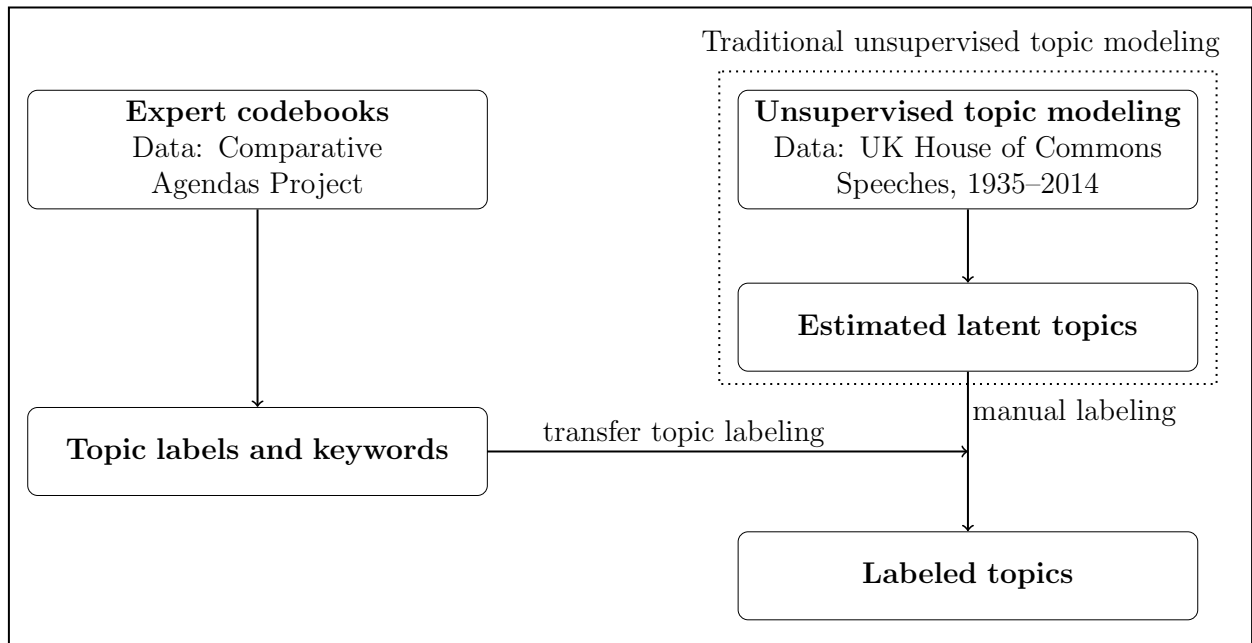 Traditional unsupervised topic modeling
Expert codebooks
Data: Comparative
Agendas Project
Unsupervised topic modeling
Data: UK House of Commons
Speeches, 1935–2014
Estimated latent topics
manual labeling
transfer topic labeling
Topic labels and keywords
Labeled topics